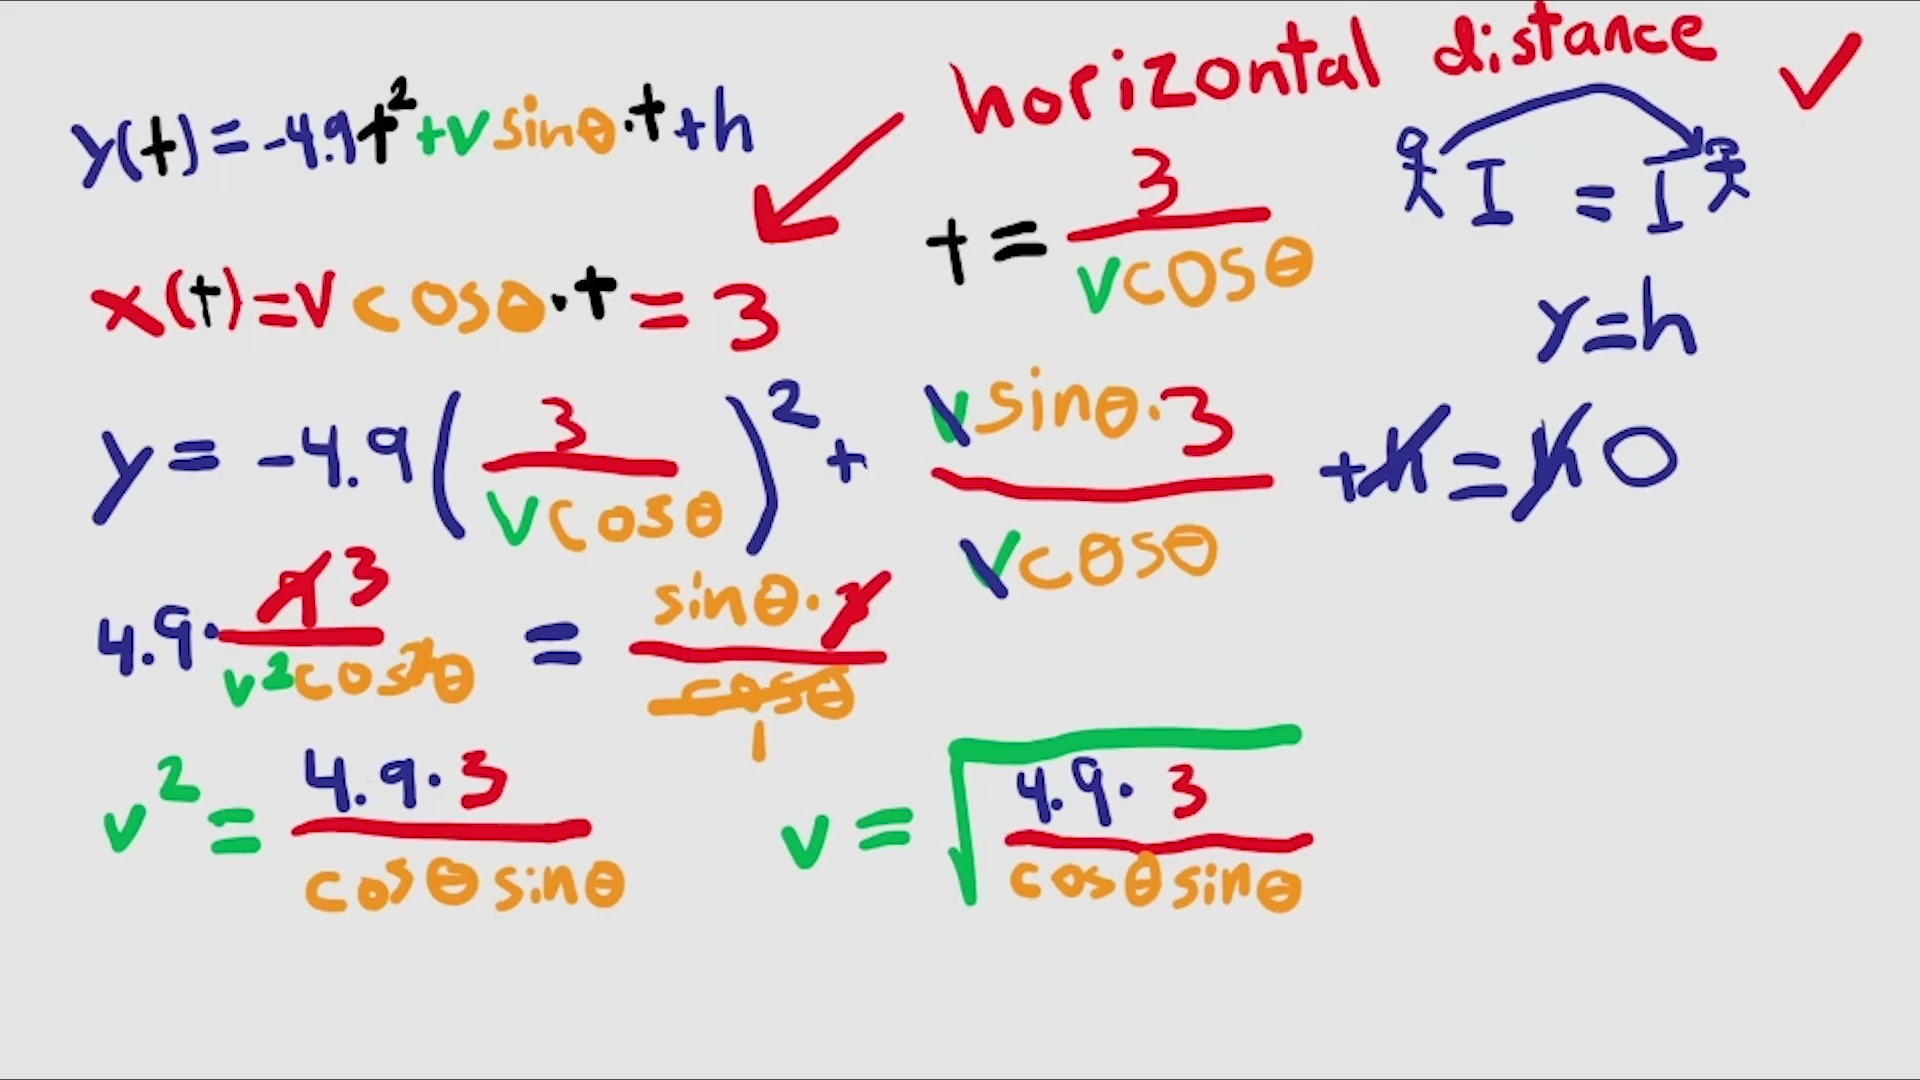 horizontal distance ✓
y(t) = -4.9t² + v sinθ · t + h
t = 3 / (v cosθ)
I = I
x(t) = v cosθ · t = 3
y = h
y = -4.9 (3 / (v cosθ))² + (v sinθ · 3) / (v cosθ) + h = h 0
4.9 · 9 3 / (v² cos²θ) = (sinθ · 3) / cosθ
1
v² = (4.9 · 3) / (cosθ sinθ)
v = √((4.9 · 3) / (cosθ sinθ))